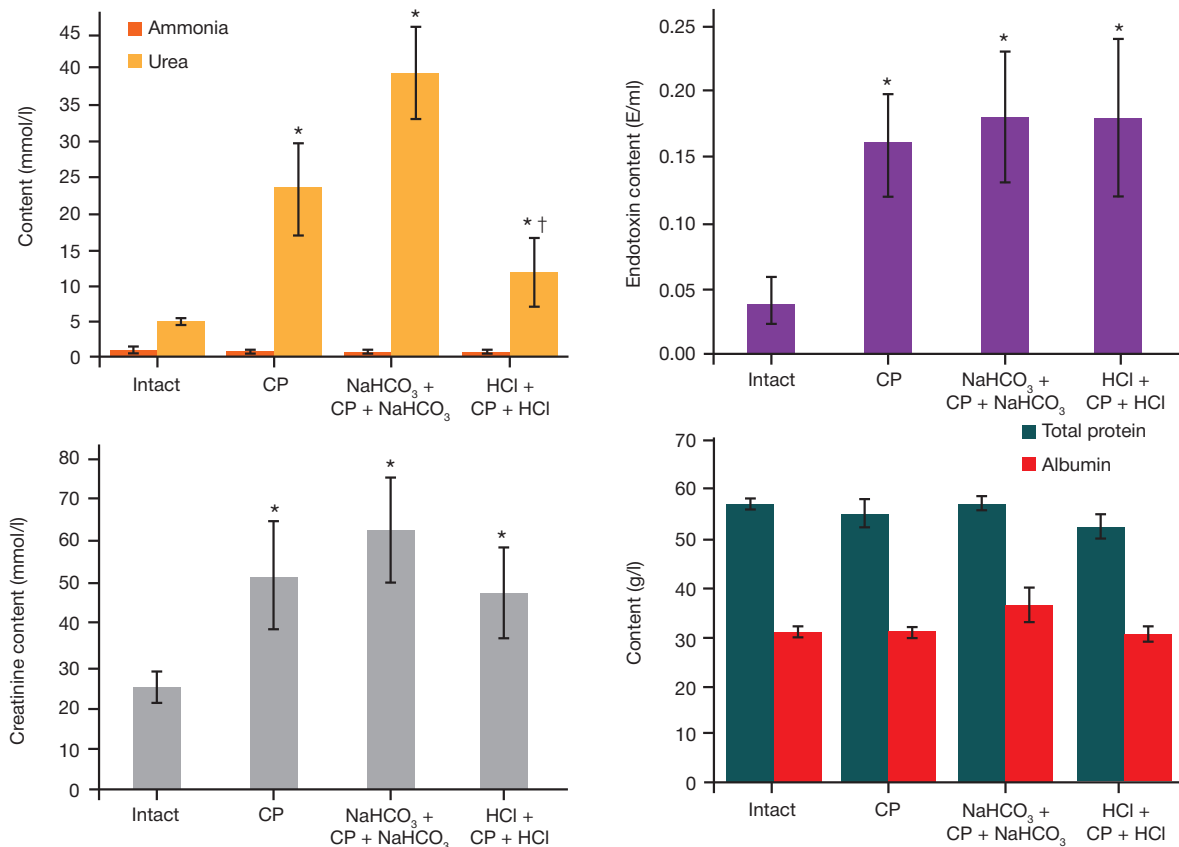 Ammonia
Urea
Content (mmol/l)
45
40
35
30
25
20
15
10
5
0
*
*
* †
Intact
CP
NaHCO₃ +
CP + NaHCO₃
HCl +
CP + HCl
Endotoxin content (E/ml)
0.25
0.20
0.15
0.10
0.05
0.00
*
*
*
Intact
CP
NaHCO₃ +
CP + NaHCO₃
HCl +
CP + HCl
Creatinine content (mmol/l)
80
70
60
50
40
30
20
10
0
*
*
*
Intact
CP
NaHCO₃ +
CP + NaHCO₃
HCl +
CP + HCl
Total protein
Albumin
Content (g/l)
70
60
50
40
30
20
10
0
Intact
CP
NaHCO₃ +
CP + NaHCO₃
HCl +
CP + HCl